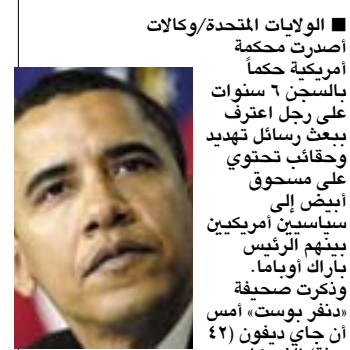 ■ الولايات المتحدة/وكالات
أصدرت محكمة
أمريكية حكماً
بالسجن ٦ سنوات
على رجل اعترف
ببعث رسائل تهديد
وحقائب تحتوي
على مسحوق
أبيض إلى
سياسيين أمريكيين
بينهم الرئيس
باراك أوباما.
وذكرت صحيفة
«دنفر بوست» أمس
أن جاي ديفون (٤٢